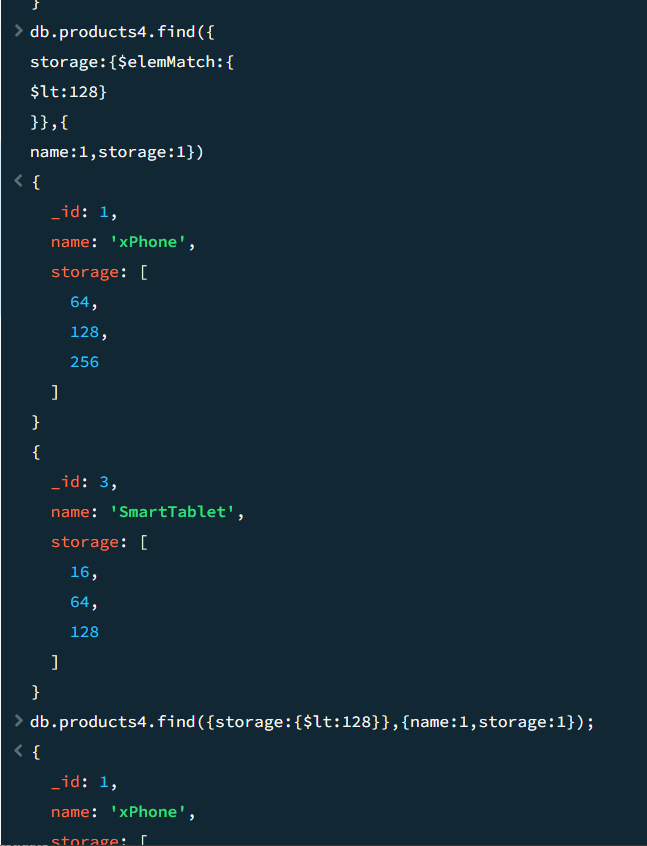 }
> db.products4.find({
storage:{$elemMatch:{
$lt:128}
}},{
name:1,storage:1})
< {
_id: 1,
name: 'xPhone',
storage: [
64,
128,
256
]
}
{
_id: 3,
name: 'SmartTablet',
storage: [
16,
64,
128
]
}
> db.products4.find({storage:{$lt:128}},{name:1,storage:1});
< {
_id: 1,
name: 'xPhone',
storage: [